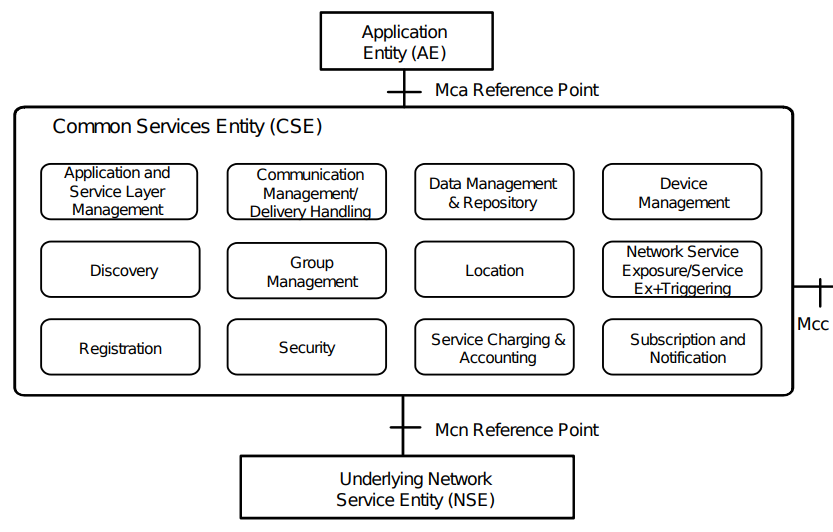 Application
Entity (AE)
Mca Reference Point
Common Services Entity (CSE)
Application and
Service Layer
Management
Communication
Management/
Delivery Handling
Data Management
& Repository
Device
Management
Discovery
Group
Management
Location
Network Service
Exposure/Service
Ex+Triggering
Mcc
Registration
Security
Service Charging &
Accounting
Subscription and
Notification
Mcn Reference Point
Underlying Network
Service Entity (NSE)